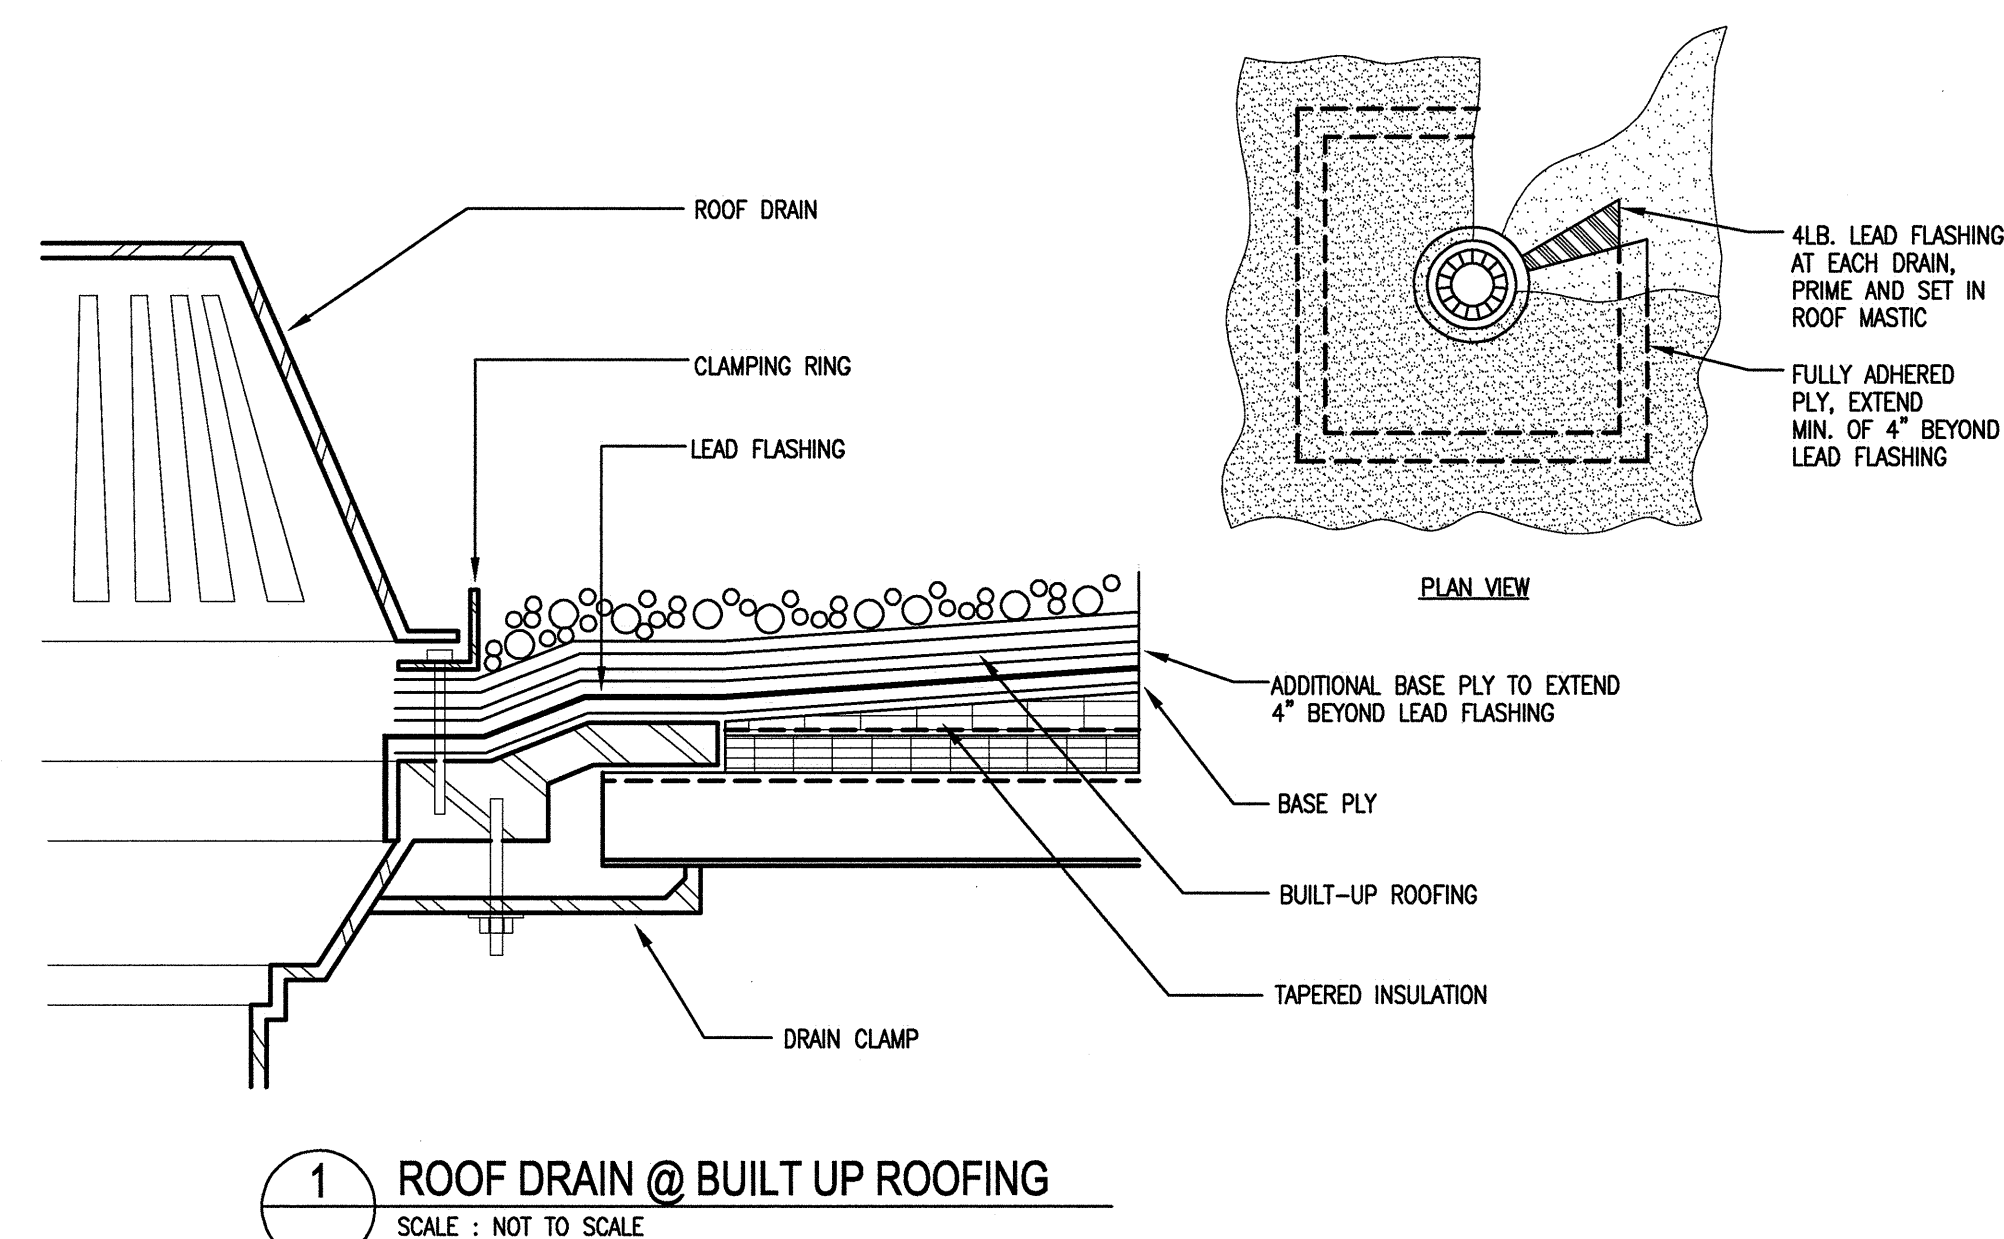 ROOF DRAIN
CLAMPING RING
LEAD FLASHING
4LB. LEAD FLASHING
AT EACH DRAIN,
PRIME AND SET IN
ROOF MASTIC
FULLY ADHERED
PLY, EXTEND
MIN. OF 4" BEYOND
LEAD FLASHING
PLAN VIEW
ADDITIONAL BASE PLY TO EXTEND
4" BEYOND LEAD FLASHING
BASE PLY
BUILT-UP ROOFING
TAPERED INSULATION
DRAIN CLAMP
1
ROOF DRAIN @ BUILT UP ROOFING
SCALE : NOT TO SCALE